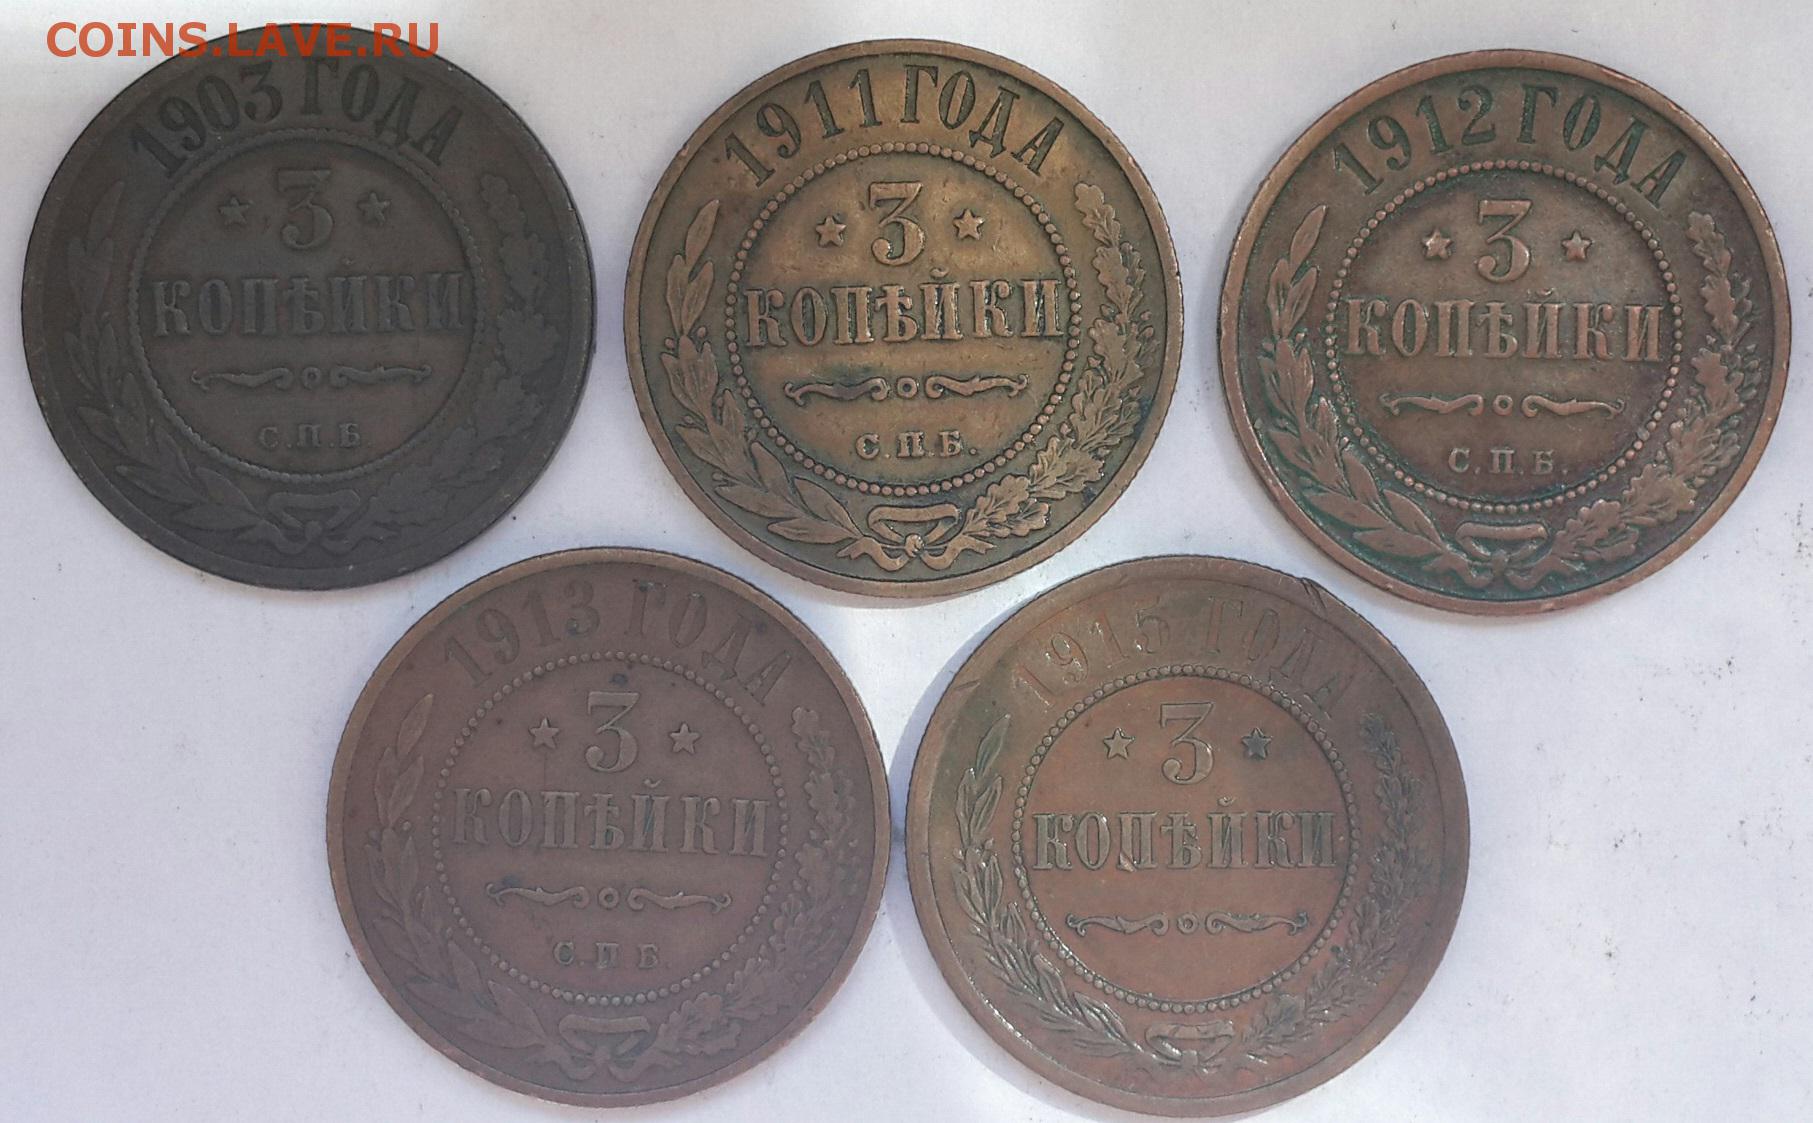 COINS.LAVE.RU
1903 ГОДА
3
КОПѢЙКИ
С.П.Б.
1911 ГОДА
3
КОПѢЙКИ
С.П.Б.
1912 ГОДА
3
КОПѢЙКИ
С.П.Б.
1913 ГОДА
3
КОПѢЙКИ
С.П.Б.
1915 ГОДА
3
КОПѢЙКИ